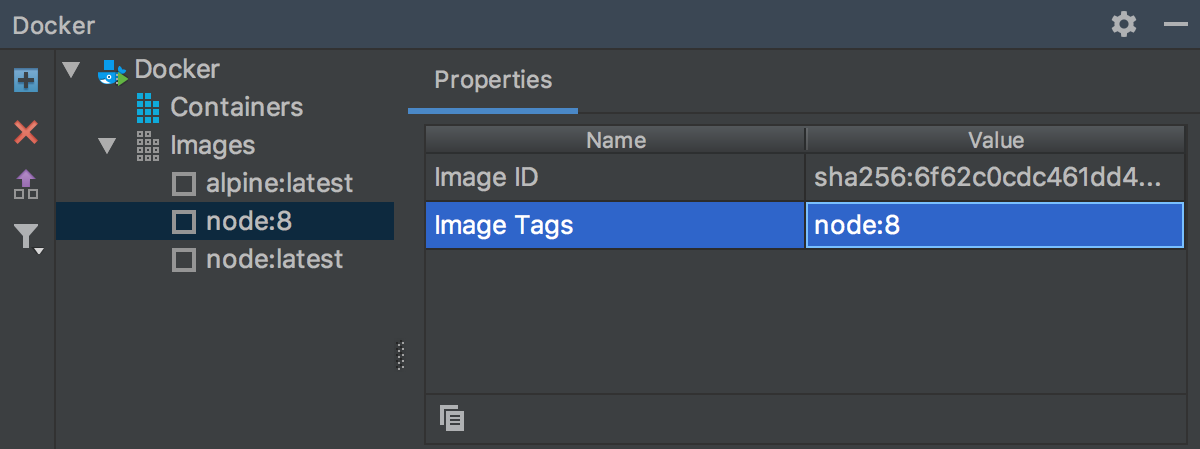 Docker
Docker
Containers
Images
alpine:latest
node:8
node:latest
Properties
Name Value
Image ID sha256:6f62c0cdc461dd4...
Image Tags node:8